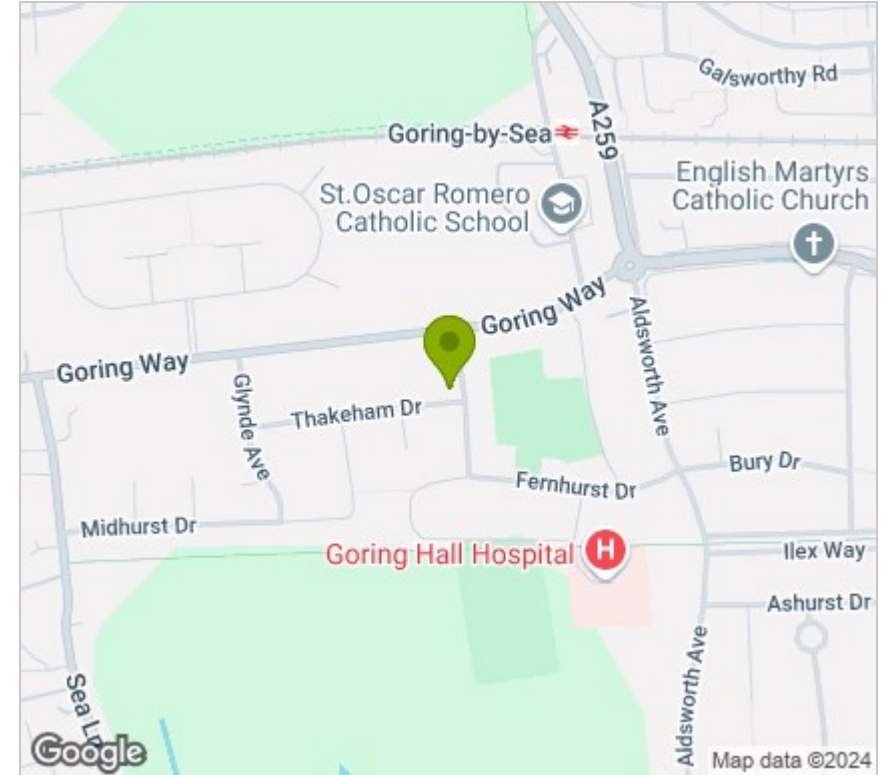 Galsworthy Rd
A259
Goring-by-Sea
English Martyrs
Catholic Church
St.Oscar Romero
Catholic School
Goring Way
Aldsworth Ave
Goring Way
Glynde Ave
Thakeham Dr
Bury Dr
Fernhurst Dr
Midhurst Dr
Goring Hall Hospital
H
Ilex Way
Ashurst Dr
Aldsworth Ave
Google
Map data ©2024